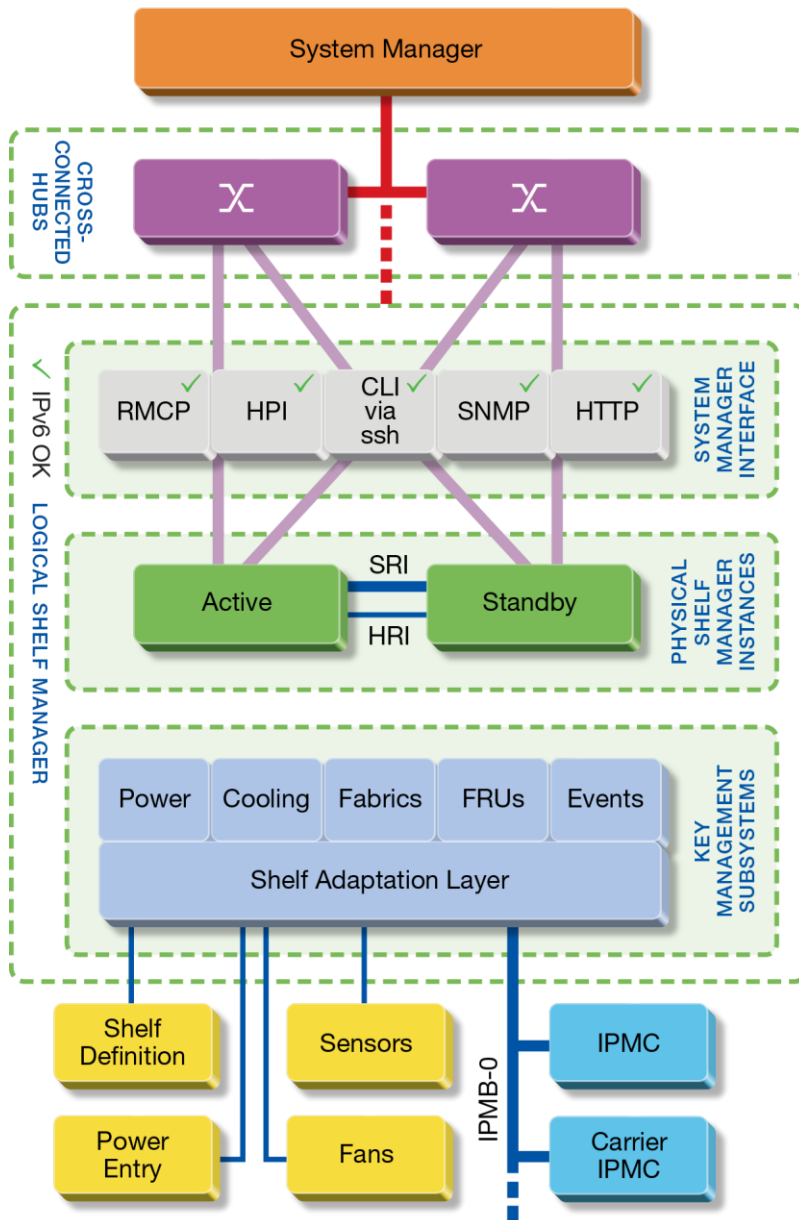 System Manager
CROSS-
CONNECTED
HUBS
✓ IPv6 OK
LOGICAL SHELF MANAGER
RMCP ✓
HPI ✓
CLI ✓
via
ssh
SNMP ✓
HTTP ✓
SYSTEM
MANAGER
INTERFACE
Active
SRI
HRI
Standby
PHYSICAL
SHELF
MANAGER
INSTANCES
Power
Cooling
Fabrics
FRUs
Events
Shelf Adaptation Layer
KEY
MANAGEMENT
SUBSYSTEMS
Shelf
Definition
Sensors
IPMB-0
IPMC
Power
Entry
Fans
Carrier
IPMC